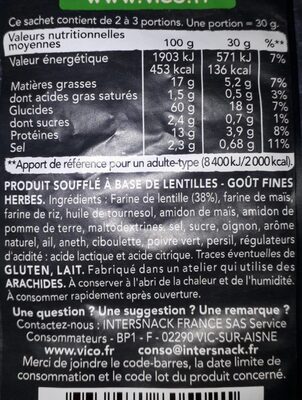 Ce sachet contient de 2 à 3 portions. Une portion = 30 g.
Valeurs nutritionnelles moyennes 100 g 30 g %**
Valeur énergétique 1903 kJ 571 kJ 7%
453 kcal 136 kcal
Matières grasses 17 g 5,2 g 7%
dont acides gras saturés 1,5 g 0,5 g 3%
Glucides 60 g 18 g 7%
dont sucres 2,4 g 0,7 g 1%
Protéines 13 g 3,9 g 8%
Sel 2,3 g 0,68 g 11%
**Apport de référence pour un adulte-type (8 400 kJ/2 000 kcal).
PRODUIT SOUFFLÉ À BASE DE LENTILLES - GOÛT FINES
HERBES. Ingrédients : Farine de lentille (38%), farine de maïs,
farine de riz, huile de tournesol, amidon de maïs, amidon de
pomme de terre, maltodextrines, sel, sucre, oignon, arôme
naturel, ail, aneth, ciboulette, poivre vert, persil, régulateurs
d'acidité : acide lactique et acide citrique. Traces éventuelles de
GLUTEN, LAIT. Fabriqué dans un atelier qui utilise des
ARACHIDES. À conserver à l'abri de la chaleur et de l'humidité.
À consommer rapidement après ouverture.
Une question ? Une suggestion ? Une remarque ?
Contactez-nous : INTERSNACK FRANCE SAS Service
Consommateurs - BP1 - F - 02290 VIC-SUR-AISNE
www.vico.fr conso@intersnack.fr
Merci de joindre le code-barres, la date limite de
consommation et le code lot du produit concerné.